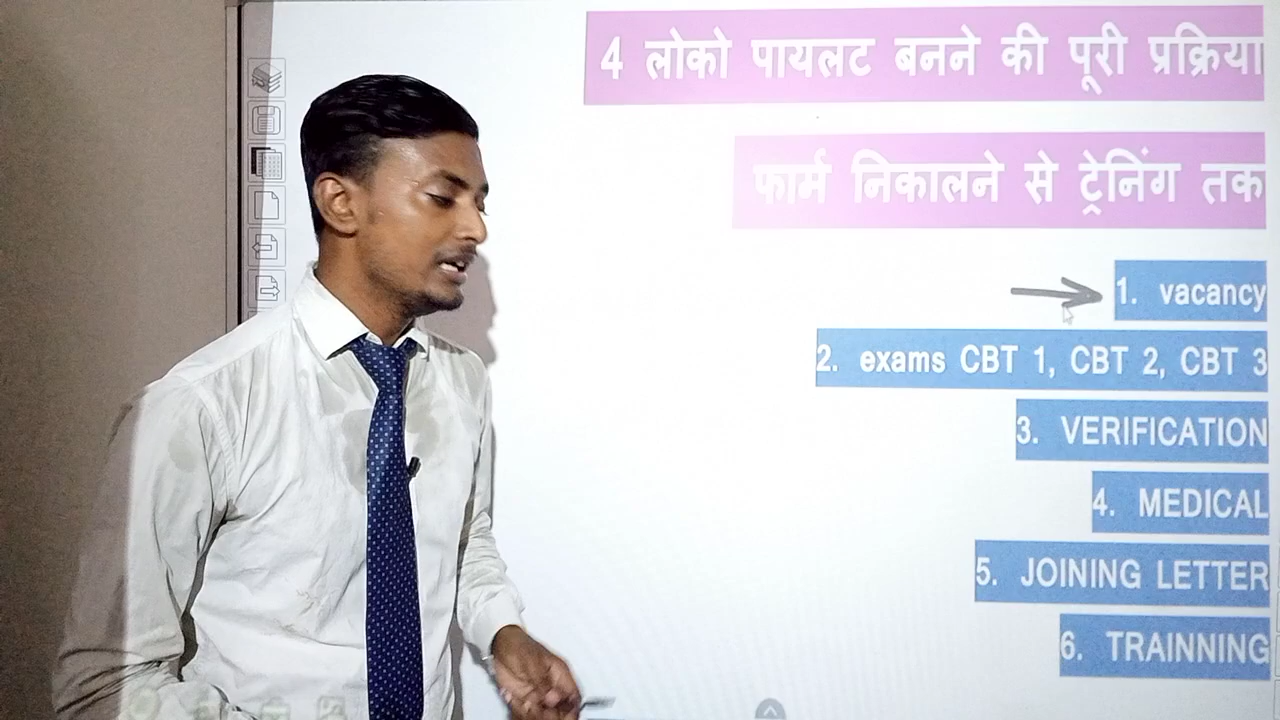 4 लोको पायलट बनने की पूरी प्रक्रिया
फार्म निकालने से ट्रेनिंग तक
1. vacancy
2. exams CBT 1, CBT 2, CBT 3
3. VERIFICATION
4. MEDICAL
5. JOINING LETTER
6. TRAINNING